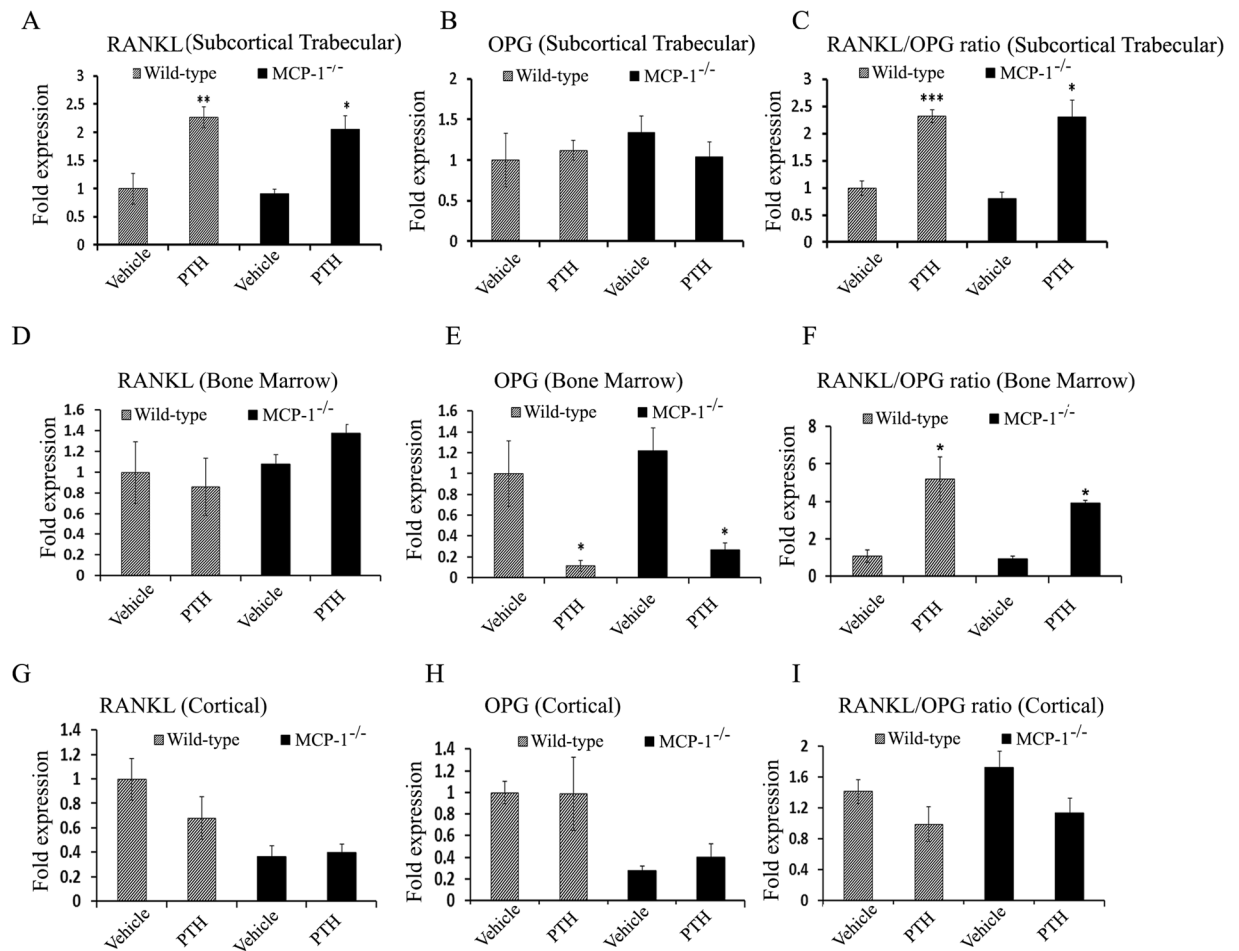 A
RANKL (Subcortical Trabecular)
Wild-type MCP-1-/-
Fold expression
3
2.5
2
1.5
1
0.5
0
** *
Vehicle PTH Vehicle PTH
B
OPG (Subcortical Trabecular)
Wild-type MCP-1-/-
Fold expression
2
1.5
1
0.5
0
Vehicle PTH Vehicle PTH
C
RANKL/OPG ratio (Subcortical Trabecular)
Wild-type MCP-1-/-
Fold expression
3
2.5
2
1.5
1
0.5
0
*** *
Vehicle PTH Vehicle PTH
D
RANKL (Bone Marrow)
Wild-type MCP-1-/-
Fold expression
1.6
1.4
1.2
1
0.8
0.6
0.4
0.2
0
Vehicle PTH Vehicle PTH
E
OPG (Bone Marrow)
Wild-type MCP-1-/-
Fold expression
1.6
1.4
1.2
1
0.8
0.6
0.4
0.2
0
* *
Vehicle PTH Vehicle PTH
F
RANKL/OPG ratio (Bone Marrow)
Wild-type MCP-1-/-
Fold expression
8
6
4
2
0
* *
Vehicle PTH Vehicle PTH
G
RANKL (Cortical)
Wild-type MCP-1-/-
Fold expression
1.4
1.2
1
0.8
0.6
0.4
0.2
0
Vehicle PTH Vehicle PTH
H
OPG (Cortical)
Wild-type MCP-1-/-
Fold expression
1.4
1.2
1
0.8
0.6
0.4
0.2
0
Vehicle PTH Vehicle PTH
I
RANKL/OPG ratio (Cortical)
Wild-type MCP-1-/-
Fold expression
2
1.6
1.2
0.8
0.4
0
Vehicle PTH Vehicle PTH